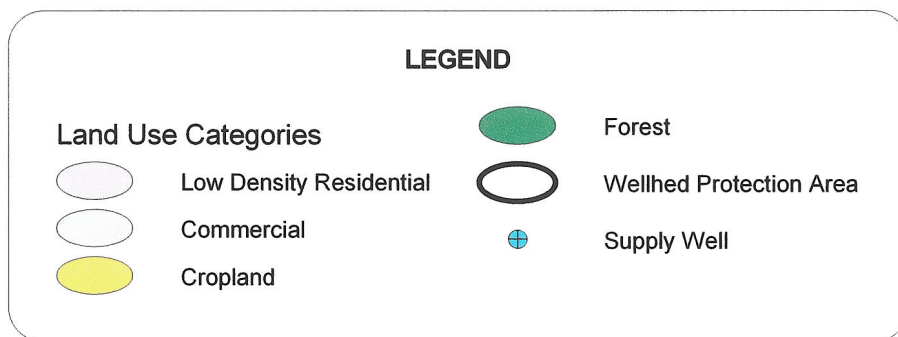 LEGEND
Land Use Categories
Low Density Residential
Commercial
Cropland
Forest
Wellhed Protection Area
Supply Well